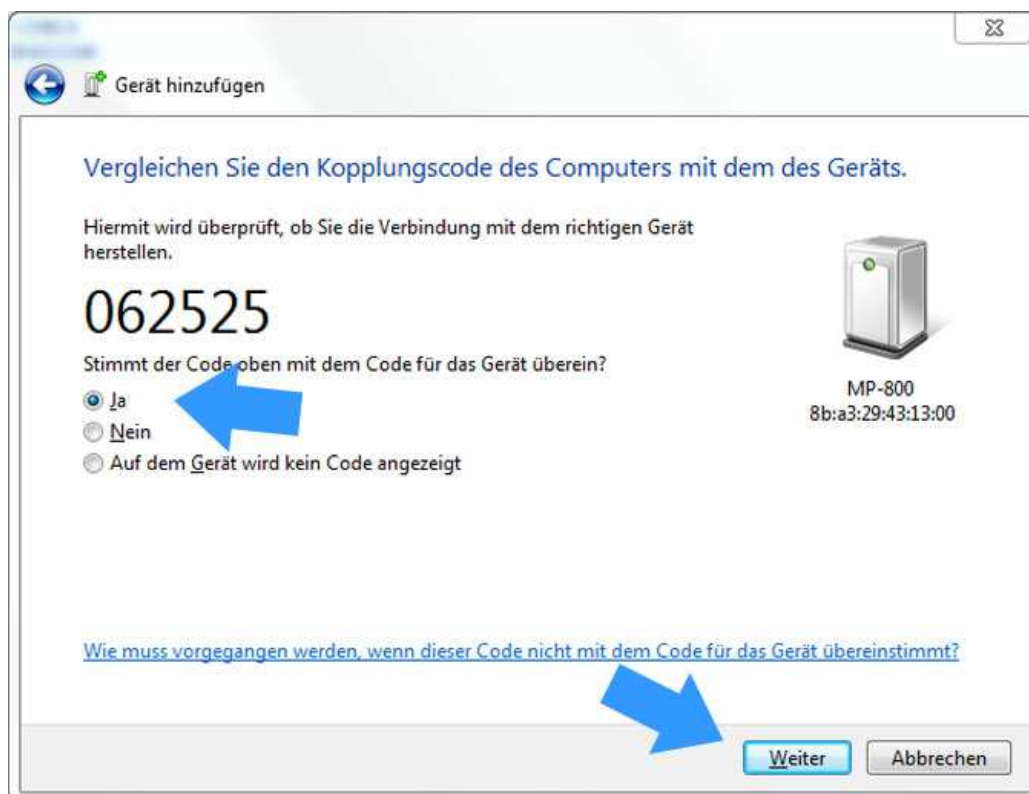 Gerät hinzufügen
Vergleichen Sie den Kopplungscode des Computers mit dem des Geräts.
Hiermit wird überprüft, ob Sie die Verbindung mit dem richtigen Gerät
herstellen.
062525
Stimmt der Code oben mit dem Code für das Gerät überein?
Ja
Nein
Auf dem Gerät wird kein Code angezeigt
MP-800
8b:a3:29:43:13:00
Wie muss vorgegangen werden, wenn dieser Code nicht mit dem Code für das Gerät übereinstimmt?
Weiter
Abbrechen